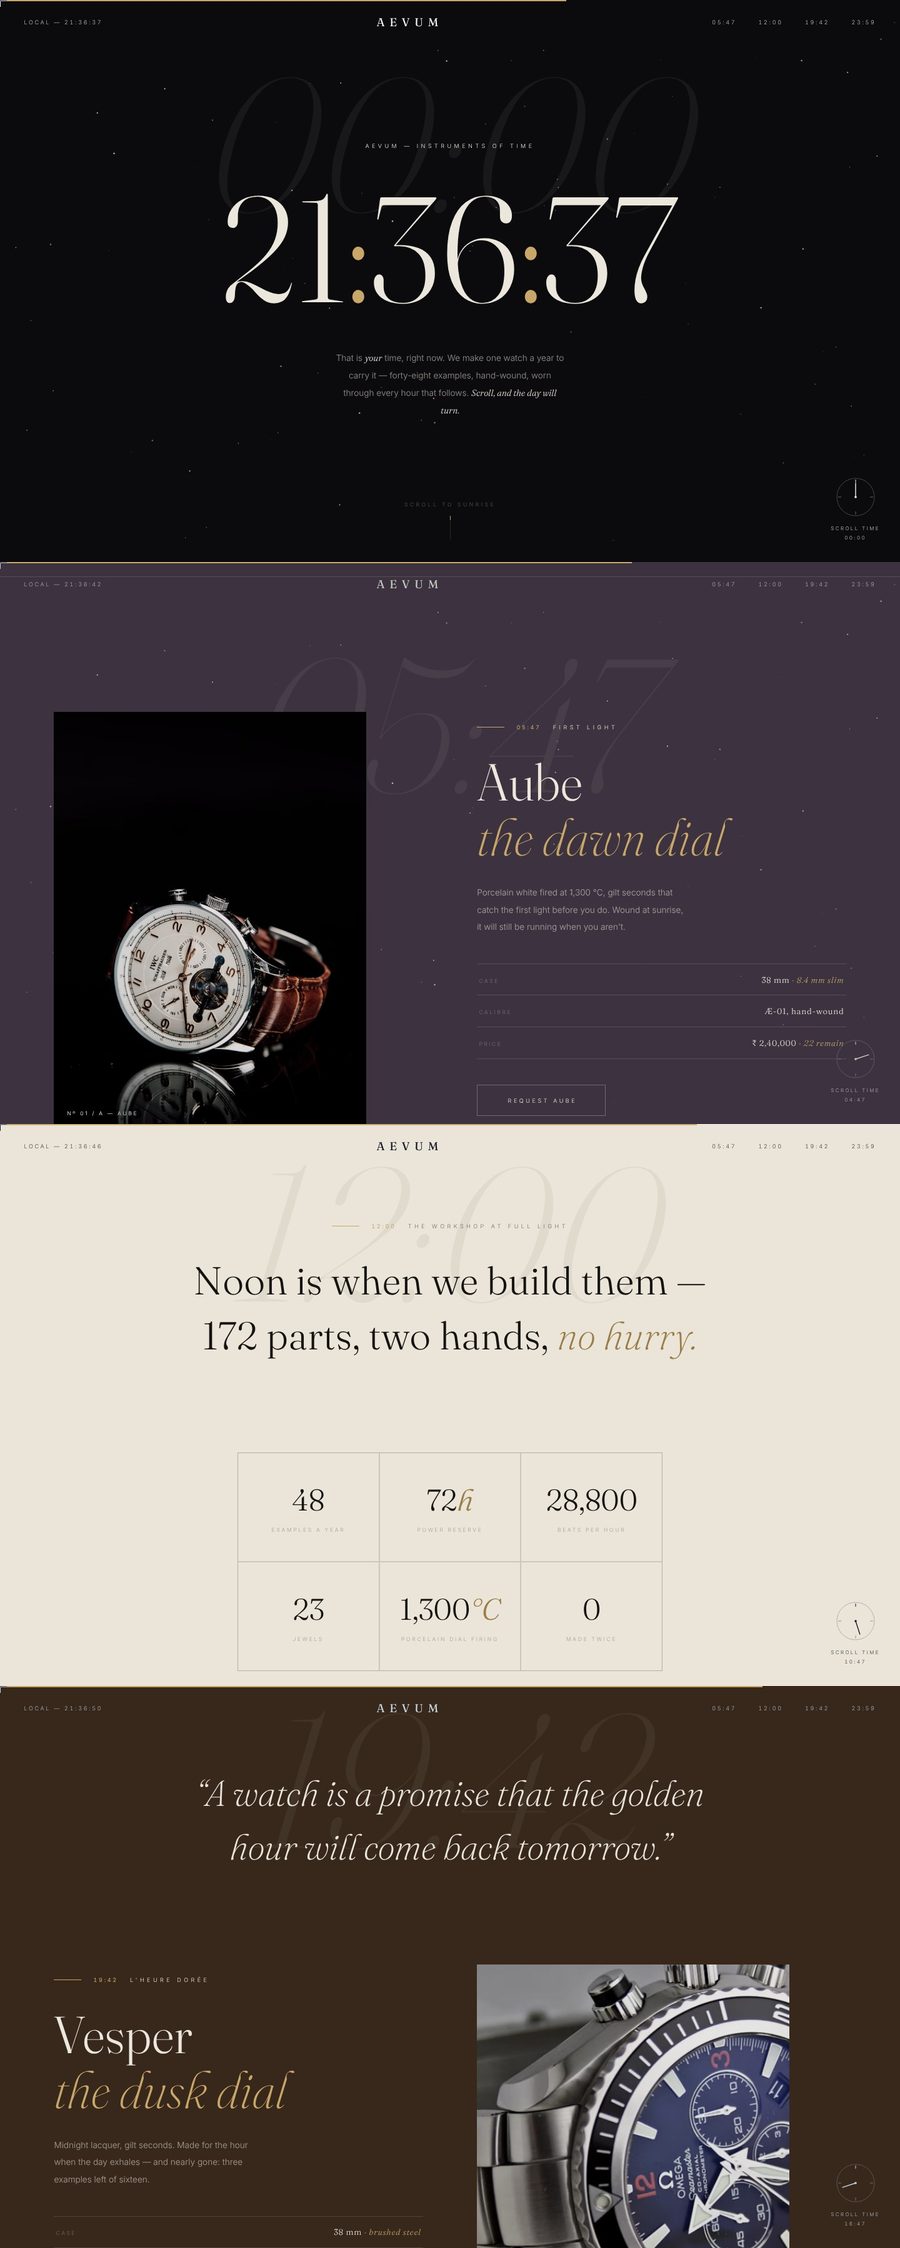 LOCAL — 21:36:37
AEVUM
05:47 12:00 19:42 23:59
00:00
AEVUM — INSTRUMENTS OF TIME
21:36:37
That is your time, right now. We make one watch a year to
carry it — forty-eight examples, hand-wound, worn
through every hour that follows. Scroll, and the day will
turn.
SCROLL TO SUNRISE
SCROLL TIME
00:00
LOCAL — 21:36:42
AEVUM
05:47 12:00 19:42 23:59
05:47
05:47 FIRST LIGHT
Aube
the dawn dial
Porcelain white fired at 1,300 °C, gilt seconds that
catch the first light before you do. Wound at sunrise,
it will still be running when you aren't.
CASE 38 mm · 8.4 mm slim
CALIBRE Æ-01, hand-wound
PRICE ₹ 2,40,000 · 22 remain
REQUEST AUBE
IWC
Nº 01 / A — AUBE
SCROLL TIME
04:47
LOCAL — 21:36:46
AEVUM
05:47 12:00 19:42 23:59
12:00
12:00 THE WORKSHOP AT FULL LIGHT
Noon is when we build them —
172 parts, two hands, no hurry.
48
EXAMPLES A YEAR
72h
POWER RESERVE
28,800
BEATS PER HOUR
23
JEWELS
1,300°C
PORCELAIN DIAL FIRING
0
MADE TWICE
SCROLL TIME
10:47
LOCAL — 21:36:50
AEVUM
05:47 12:00 19:42 23:59
19:42
“A watch is a promise that the golden
hour will come back tomorrow.”
19:42 L'HEURE DORÉE
Vesper
the dusk dial
Midnight lacquer, gilt seconds. Made for the hour
when the day exhales — and nearly gone: three
examples left of sixteen.
CASE 38 mm · brushed steel
OMEGA
Seamaster
SCROLL TIME
16:47